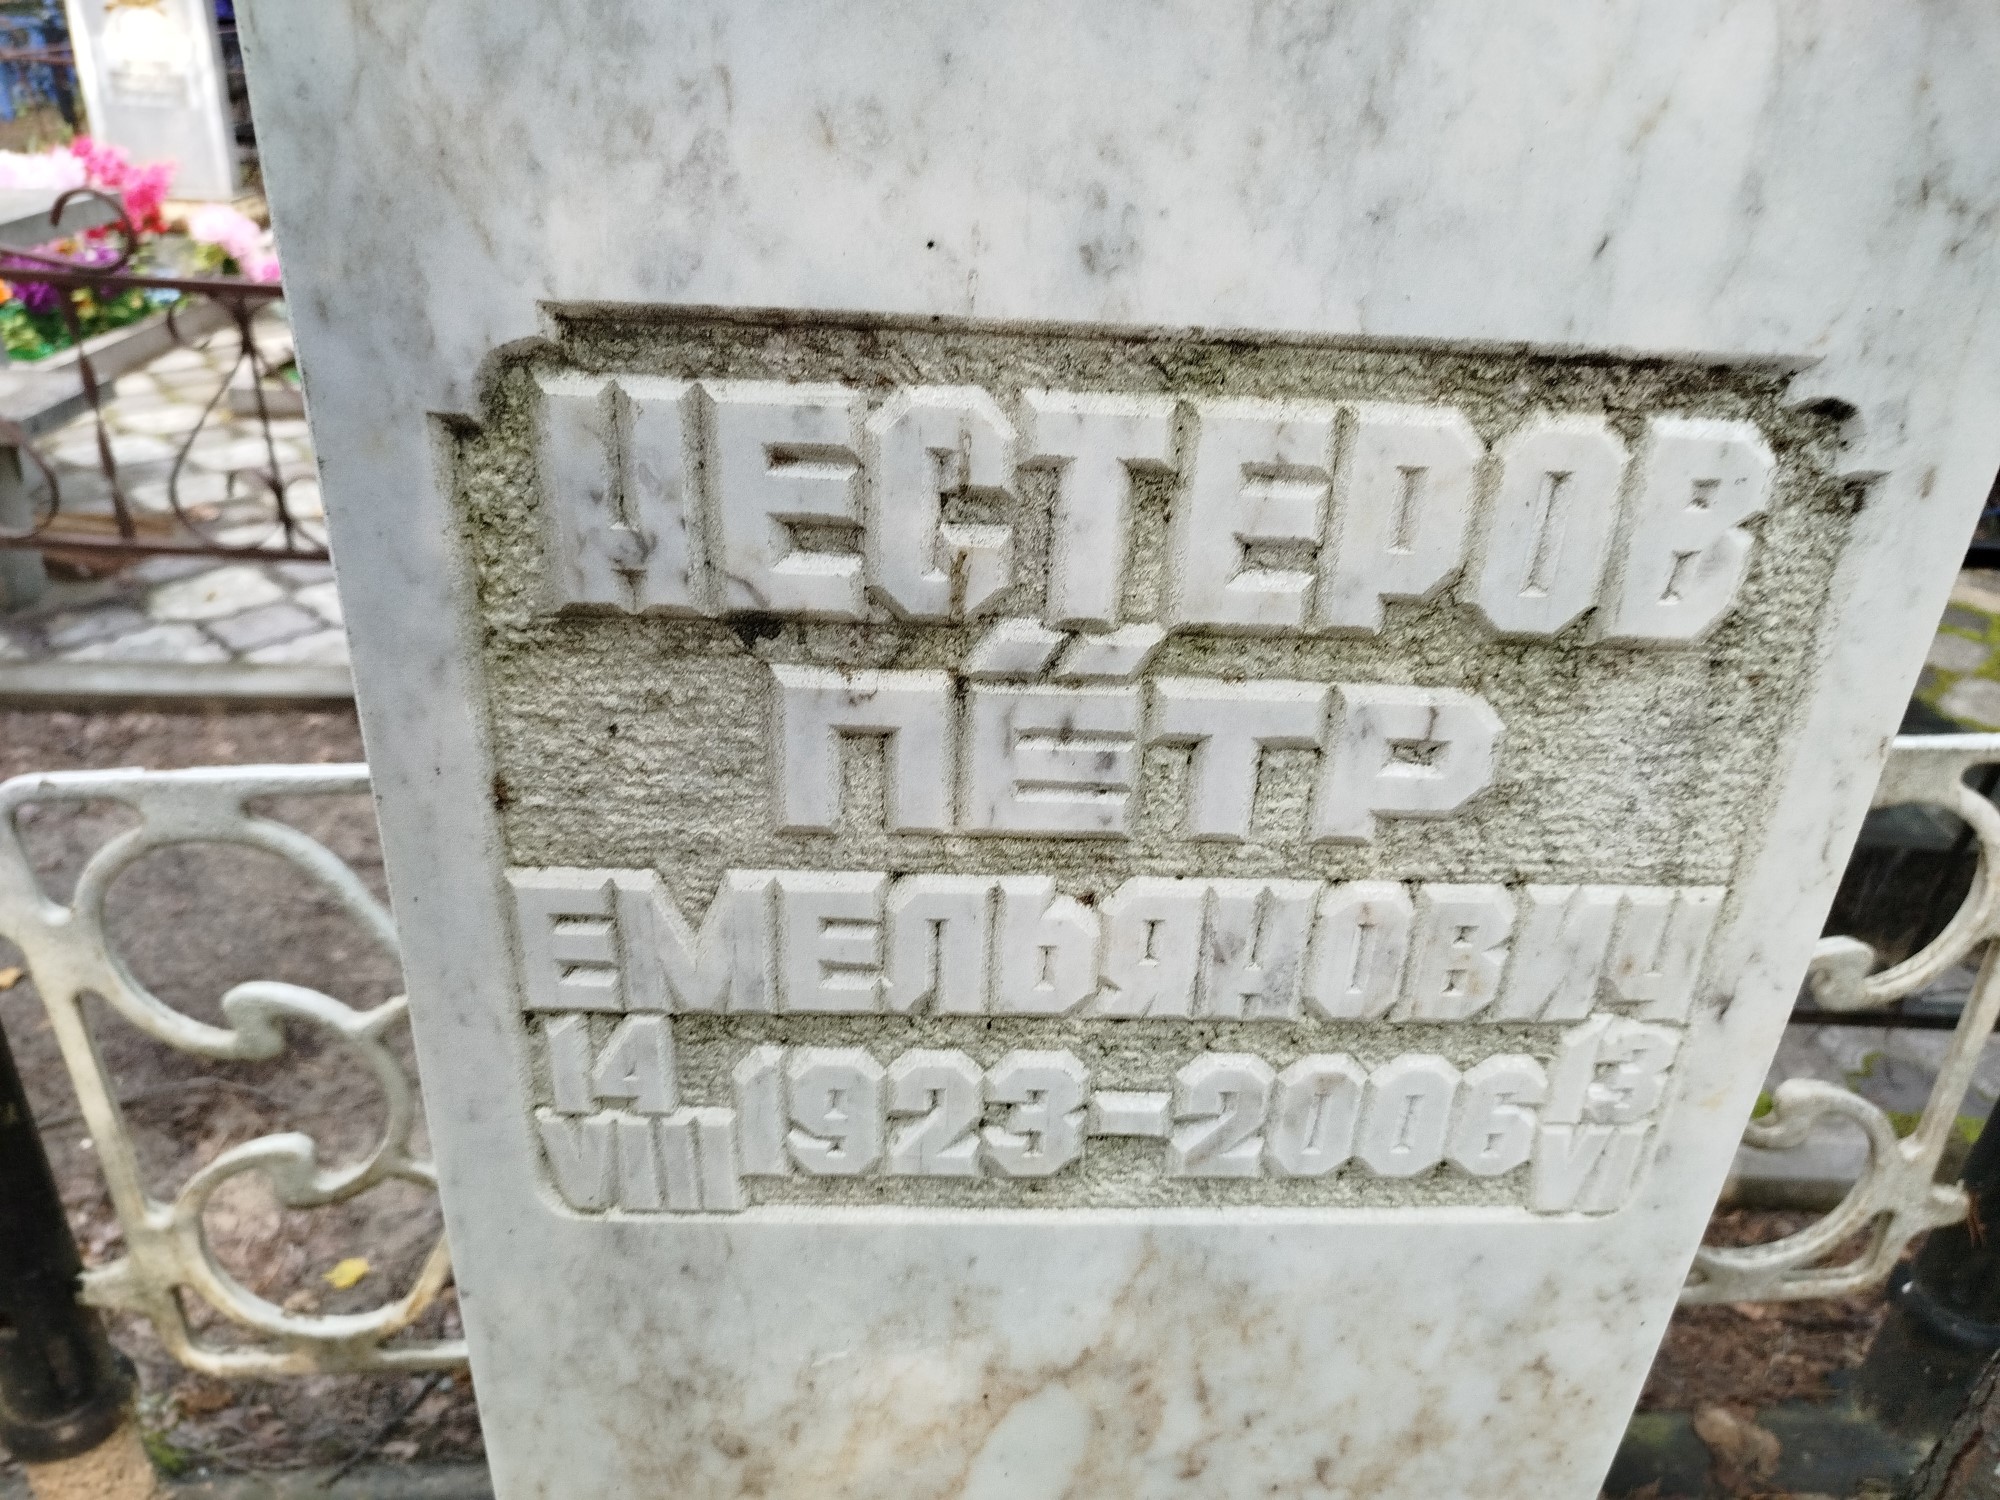 НЕСТЕРОВ
ПЁТР
ЕМЕЛЬЯНОВИЧ
14 VIII 1923-2006 13 VI